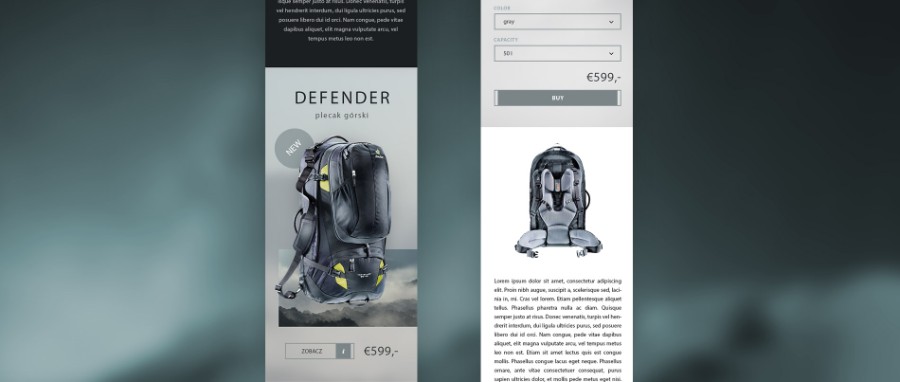 sque semper justo at risus. Donec venenatis, turpis
vel hendrerit interdum, dui ligula ultricies purus, sed
posuere libero dui id orci. Nam congue, pede vitae
dapibus aliquet, elit magna vulputate arcu, vel
tempus metus leo non est.
DEFENDER
plecak górski
NEW
ZOBACZ
i
€599,-
COLOR
gray
CAPACITY
50 l
€599,-
BUY
Lorem ipsum dolor sit amet, consectetur adipiscing
elit. Proin nibh augue, suscipit a, scelerisque sed, laci-
nia in, mi. Cras vel lorem. Etiam pellentesque aliquet
tellus. Phasellus pharetra nulla ac diam. Quisque
semper justo at risus. Donec venenatis, turpis vel hen-
drerit interdum, dui ligula ultricies purus, sed posuere
libero dui id orci. Nam congue, pede vitae dapibus
aliquet, elit magna vulputate arcu, vel tempus metus
leo non est. Etiam sit amet lectus quis est congue
mollis. Phasellus congue lacus eget neque. Phasellus
ornare, ante vitae consectetuer consequat, purus
sapien ultricies dolor, et mollis pede metus eget nisi.